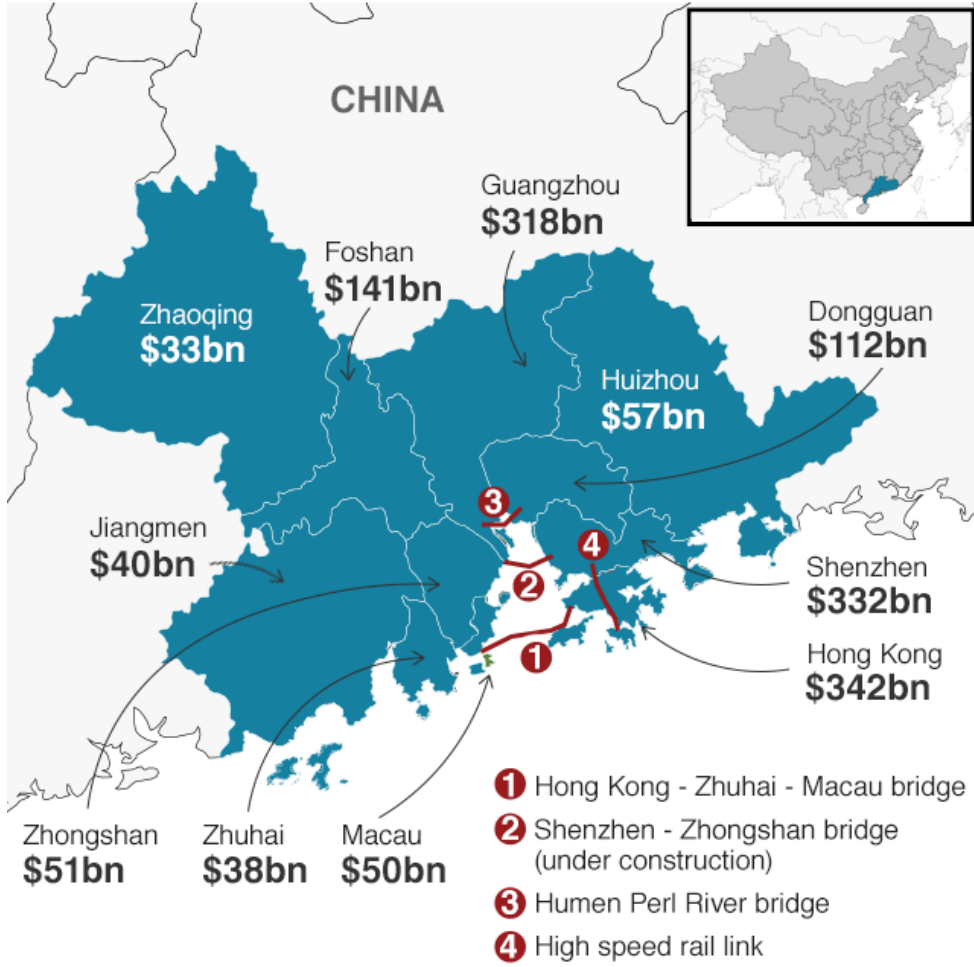 CHINA
Guangzhou
$318bn
Foshan
$141bn
Zhaoqing
$33bn
Dongguan
$112bn
Huizhou
$57bn
3
Jiangmen
$40bn
4
2
Shenzhen
$332bn
1
Hong Kong
$342bn
Zhongshan
$51bn
Zhuhai
$38bn
Macau
$50bn
1 Hong Kong - Zhuhai - Macau bridge
2 Shenzhen - Zhongshan bridge
(under construction)
3 Humen Perl River bridge
4 High speed rail link